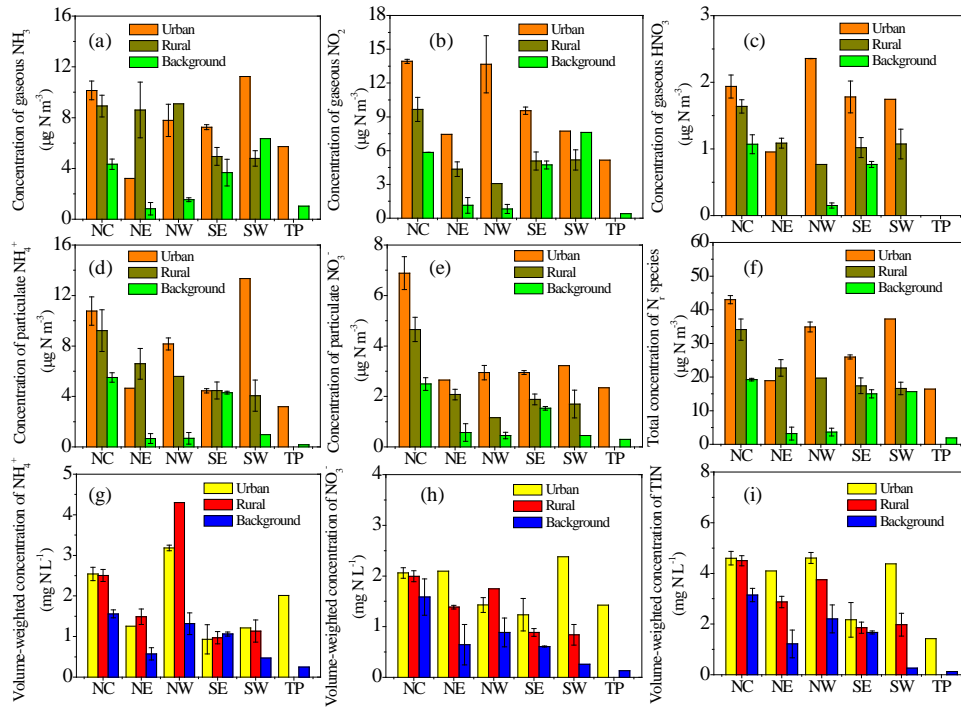 Concentration of gaseous NH₃
(μg N m⁻³)
16
12
8
4
0
(a)
Urban
Rural
Background
NC NE NW SE SW TP
Concentration of gaseous NO₂
(μg N m⁻³)
18
15
12
9
6
3
0
(b)
Urban
Rural
Background
NC NE NW SE SW TP
Concentration of gaseous HNO₃
(μg N m⁻³)
3
2
1
0
(c)
Urban
Rural
Background
NC NE NW SE SW TP
Concentration of particulate NH₄⁺
(μg N m⁻³)
16
12
8
4
0
(d)
Urban
Rural
Background
NC NE NW SE SW TP
Concentration of particulate NO₃⁻
(μg N m⁻³)
8
6
4
2
0
(e)
Urban
Rural
Background
NC NE NW SE SW TP
Total concentration of Nᵣ species
(μg N m⁻³)
60
50
40
30
20
10
0
(f)
Urban
Rural
Background
NC NE NW SE SW TP
Volume-weighted concentration of NH₄⁺
(mg N L⁻¹)
5
4
3
2
1
0
(g)
Urban
Rural
Background
NC NE NW SE SW TP
Volume-weighted concentration of NO₃⁻
(mg N L⁻¹)
4
3
2
1
0
(h)
Urban
Rural
Background
NC NE NW SE SW TP
Volume-weighted concentration of TIN
(mg N L⁻¹)
8
6
4
2
0
(i)
Urban
Rural
Background
NC NE NW SE SW TP